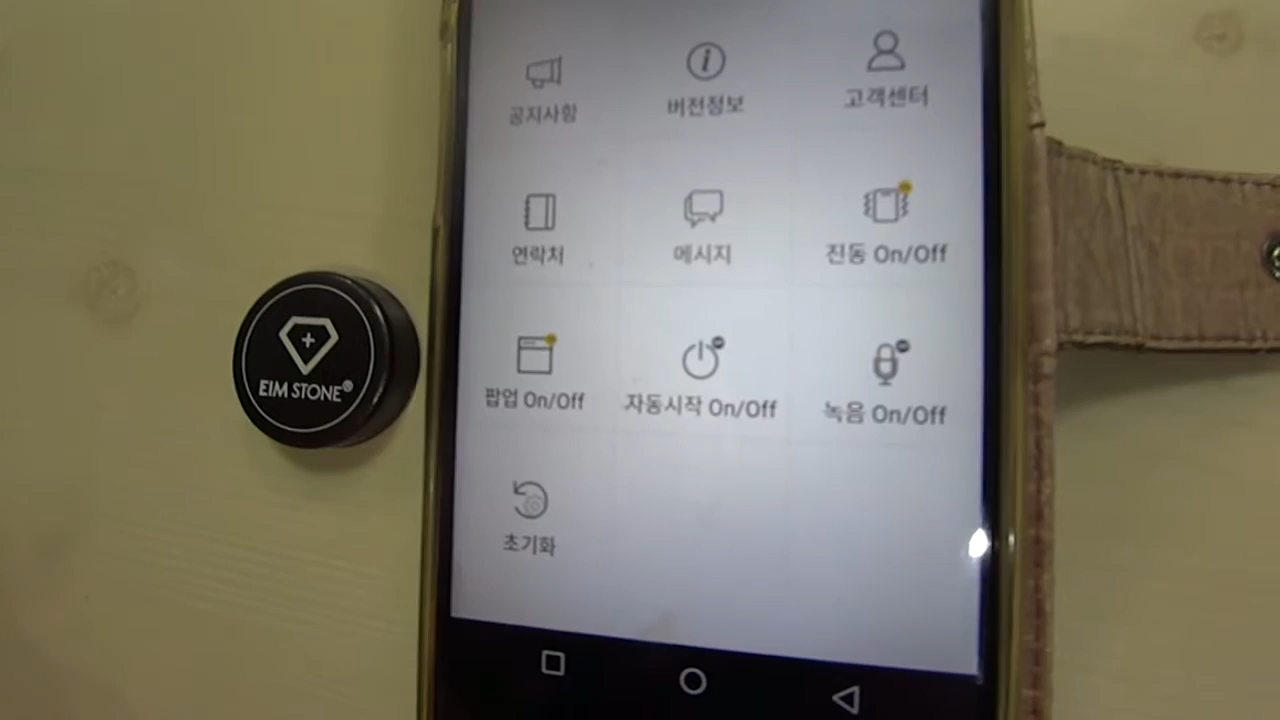 공지사항
버전정보
고객센터
연락처
메시지
진동 On/Off
팝업 On/Off
자동시작 On/Off
녹음 On/Off
초기화
EIM STONE®